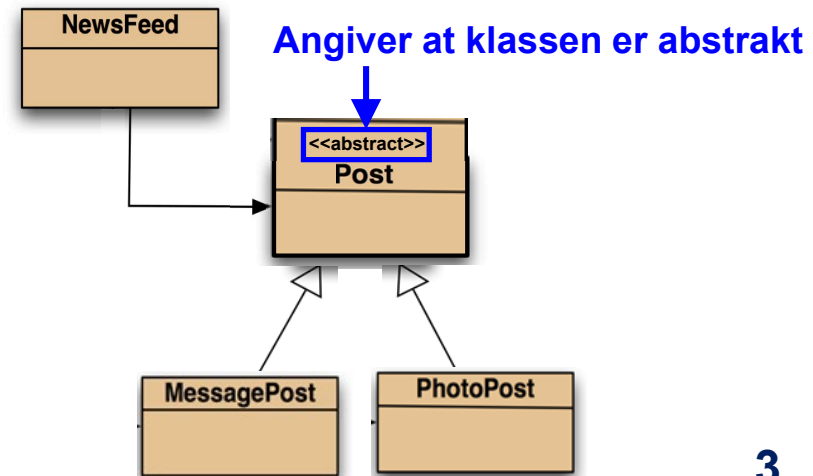 NewsFeed
Angiver at klassen er abstrakt
<<abstract>>
Post
MessagePost
PhotoPost
3